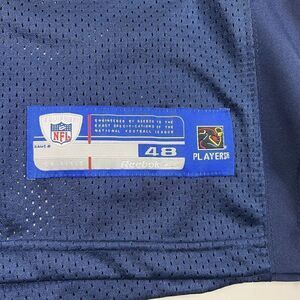 NFL
ENGINEERED BY REEBOK TO THE
EXACT SPECIFICATIONS OF THE
NATIONAL FOOTBALL LEAGUE
48
Reebok
PLAYERS